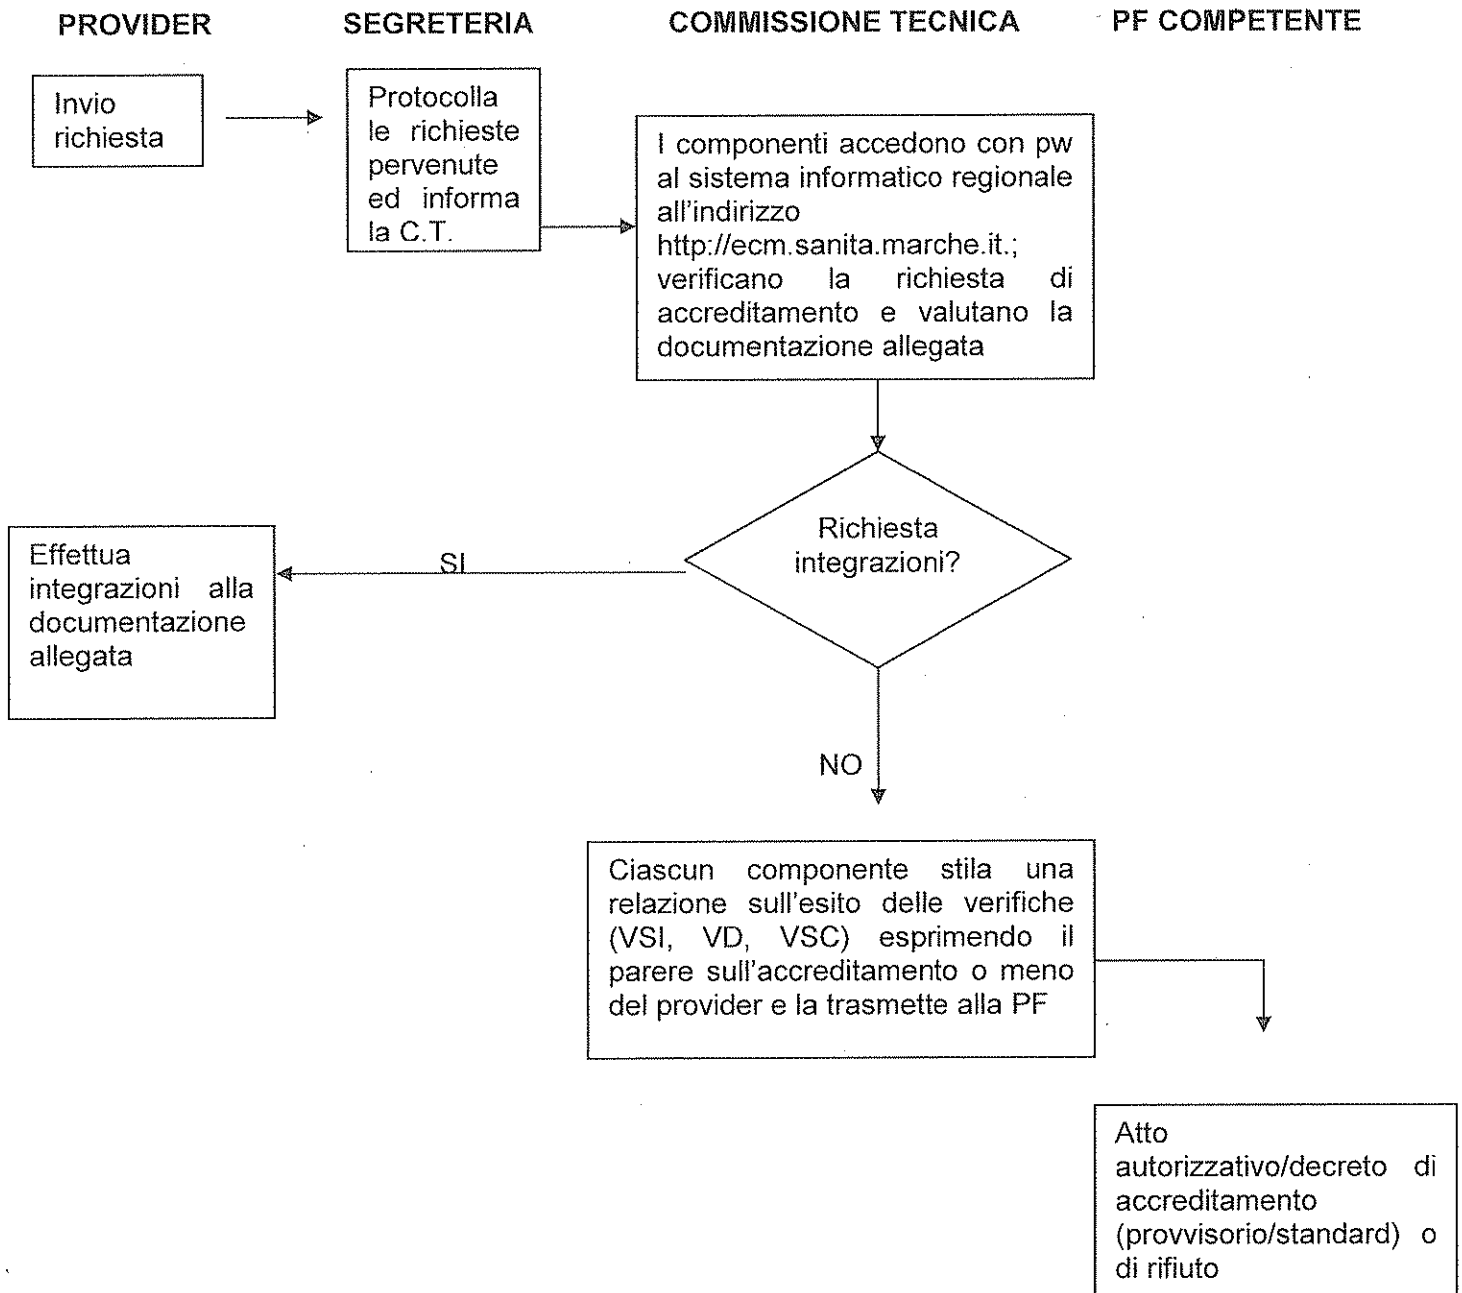 PROVIDER SEGRETERIA COMMISSIONE TECNICA PF COMPETENTE
Invio
richiesta
Protocolla
le richieste
pervenute
ed informa
la C.T.
I componenti accedono con pw
al sistema informatico regionale
all'indirizzo
http://ecm.sanita.marche.it.;
verificano la richiesta di
accreditamento e valutano la
documentazione allegata
Richiesta
integrazioni?
SI
Effettua
integrazioni alla
documentazione
allegata
NO
Ciascun componente stila una
relazione sull'esito delle verifiche
(VSI, VD, VSC) esprimendo il
parere sull'accreditamento o meno
del provider e la trasmette alla PF
Atto
autorizzativo/decreto di
accreditamento
(provvisorio/standard) o
di rifiuto